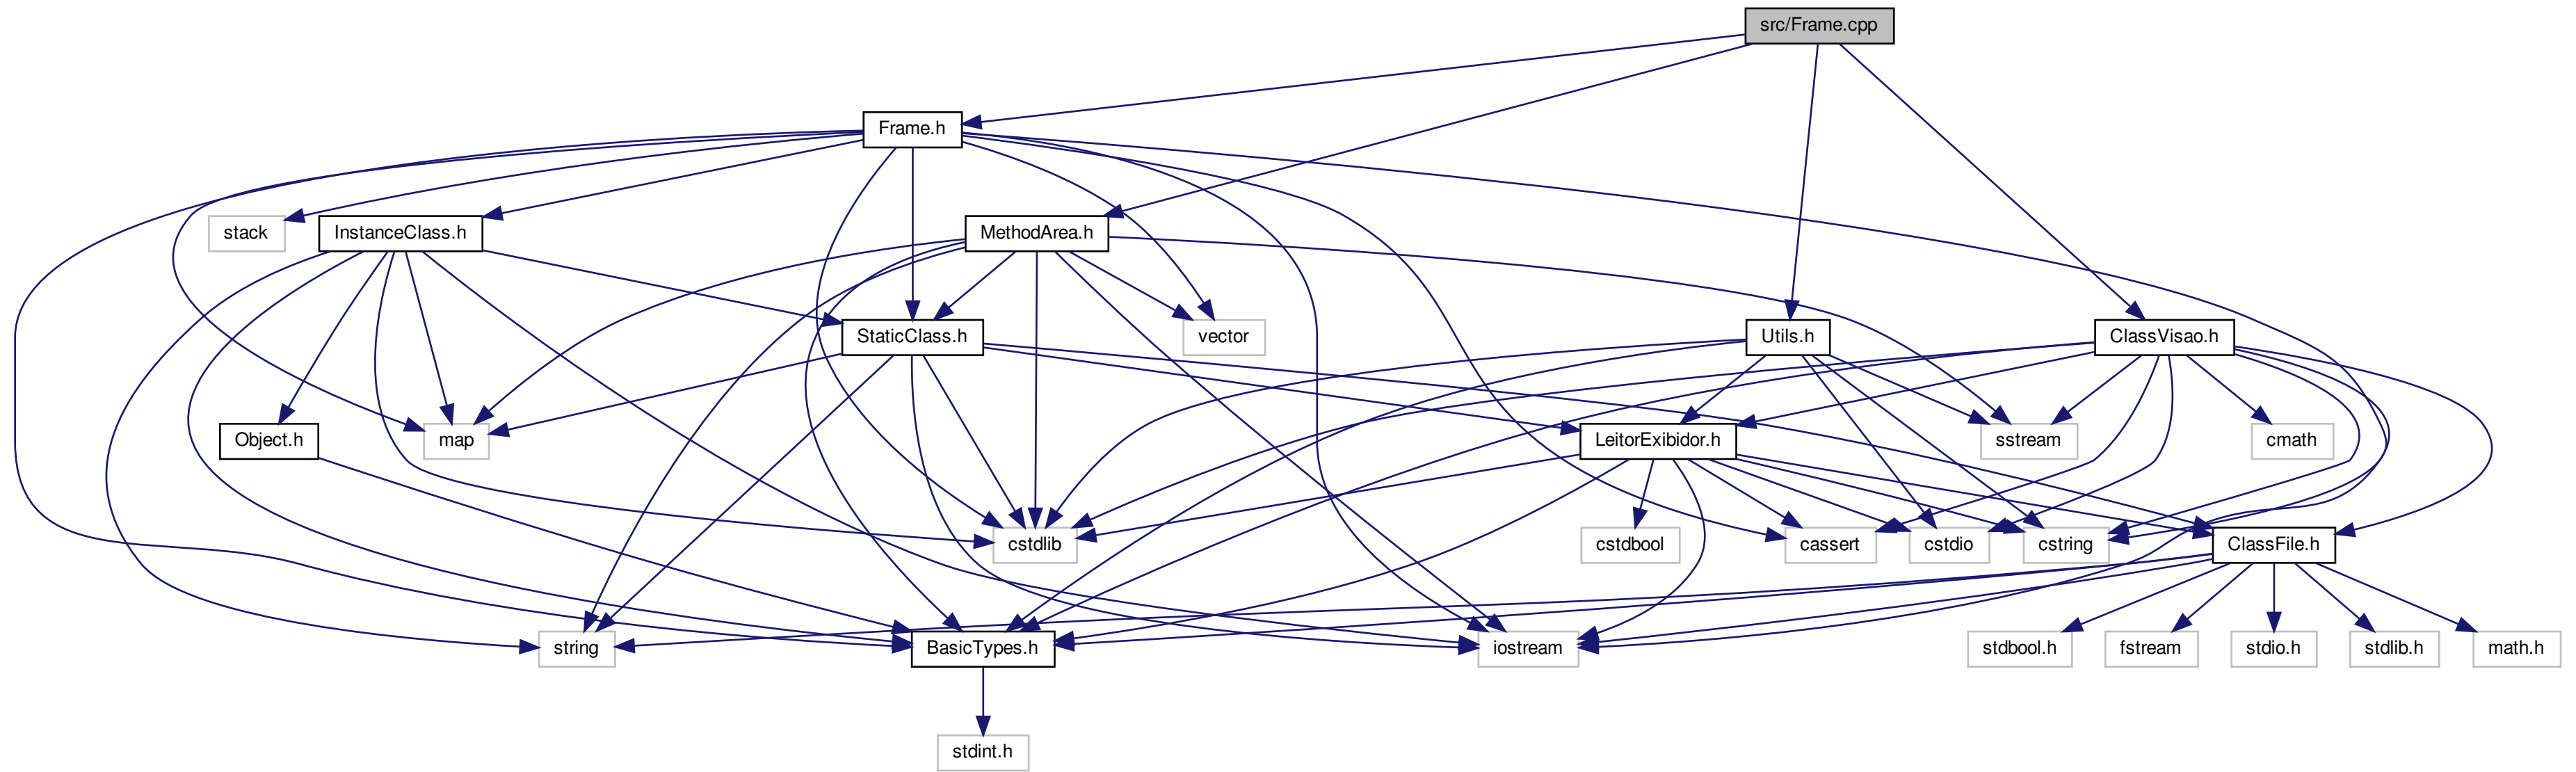 src/Frame.cpp
Frame.h
stack
InstanceClass.h
MethodArea.h
StaticClass.h
vector
Utils.h
ClassVisao.h
Object.h
map
LeitorExibidor.h
sstream
cmath
cstdlib
cstdbool
cassert
cstdio
cstring
ClassFile.h
string
BasicTypes.h
iostream
stdbool.h
fstream
stdio.h
stdlib.h
math.h
stdint.h